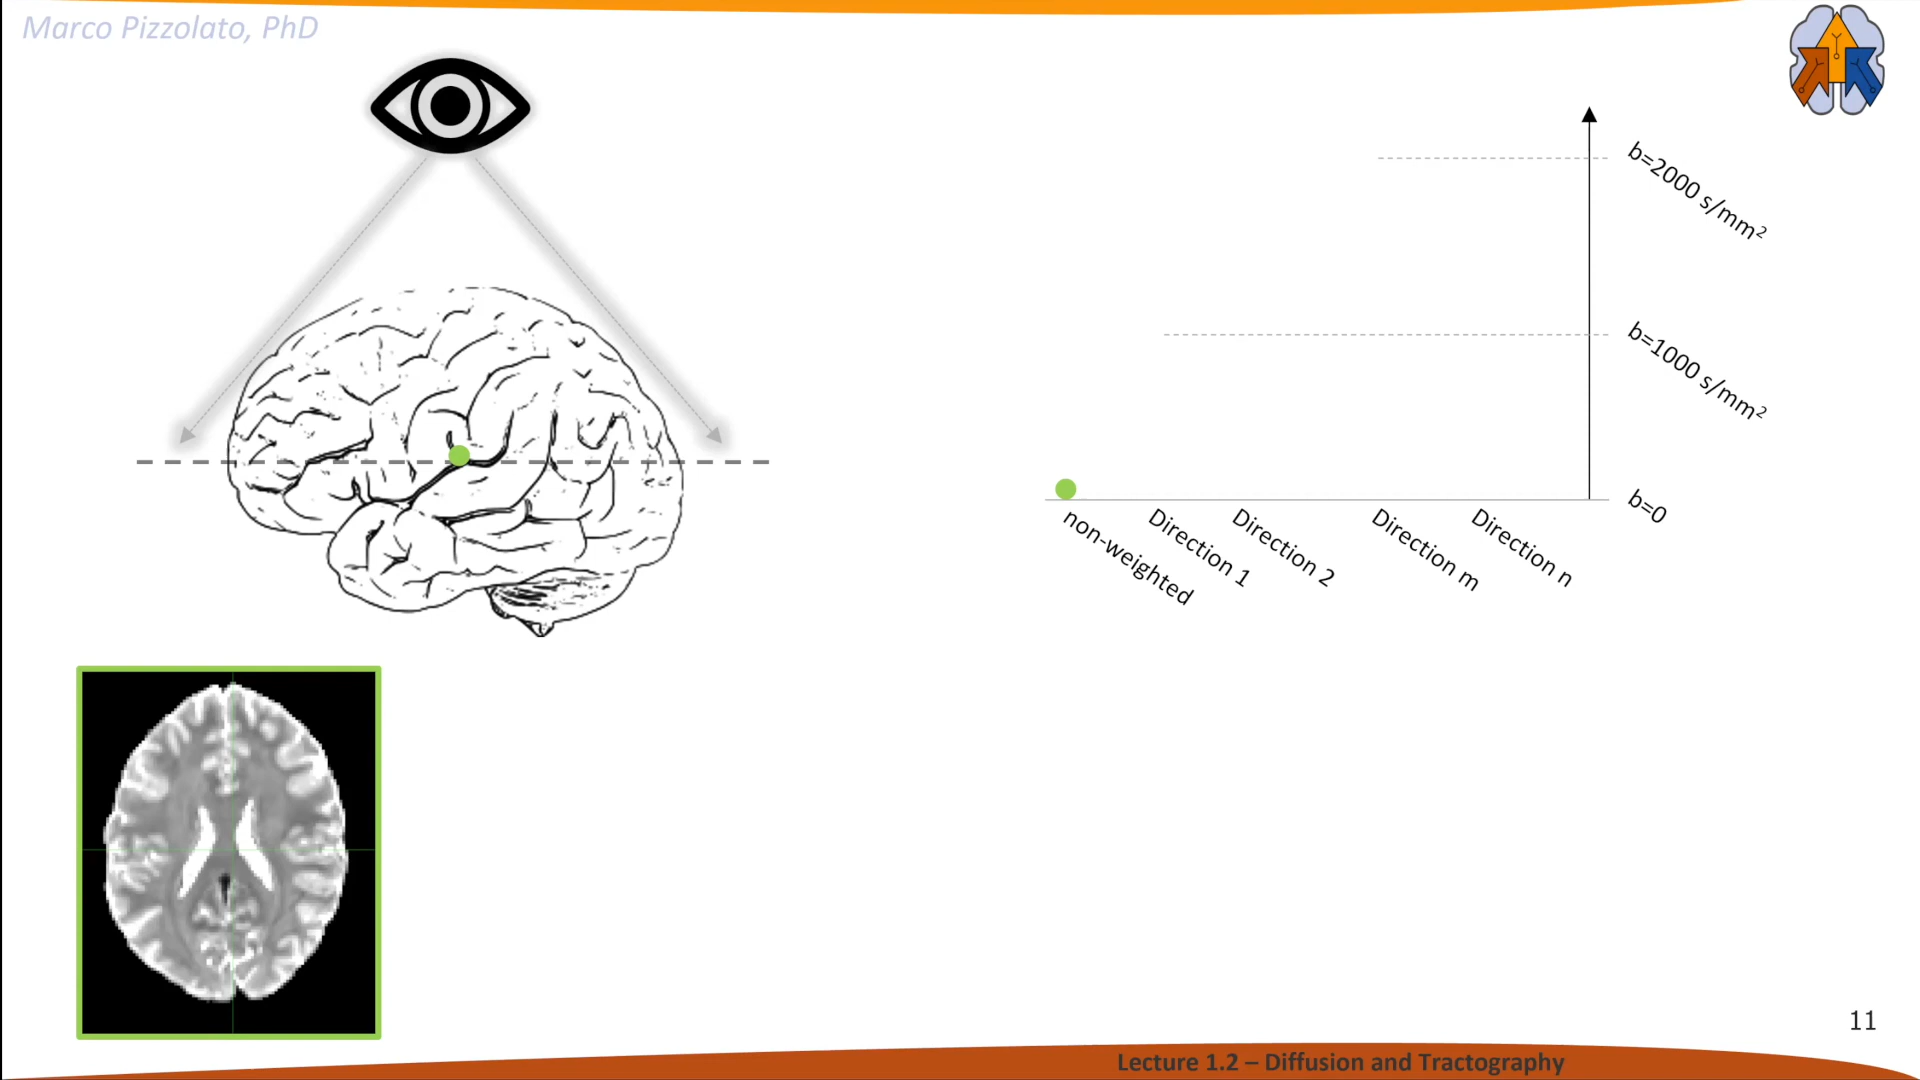 Marco Pizzolato, PhD
b=2000 s/mm²
b=1000 s/mm²
b=0
non-weighted
Direction 1
Direction 2
Direction m
Direction n
11
Lecture 1.2 – Diffusion and Tractography